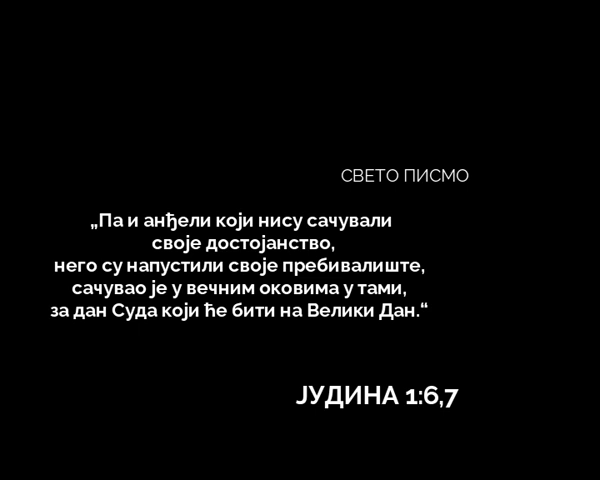 СВЕТО ПИСМО
„Па и анђели који нису сачували
своје достојанство,
него су напустили своје пребивалиште,
сачувао је у вечним оковима у тами,
за дан Суда који ће бити на Велики Дан.“
ЈУДИНА 1:6,7